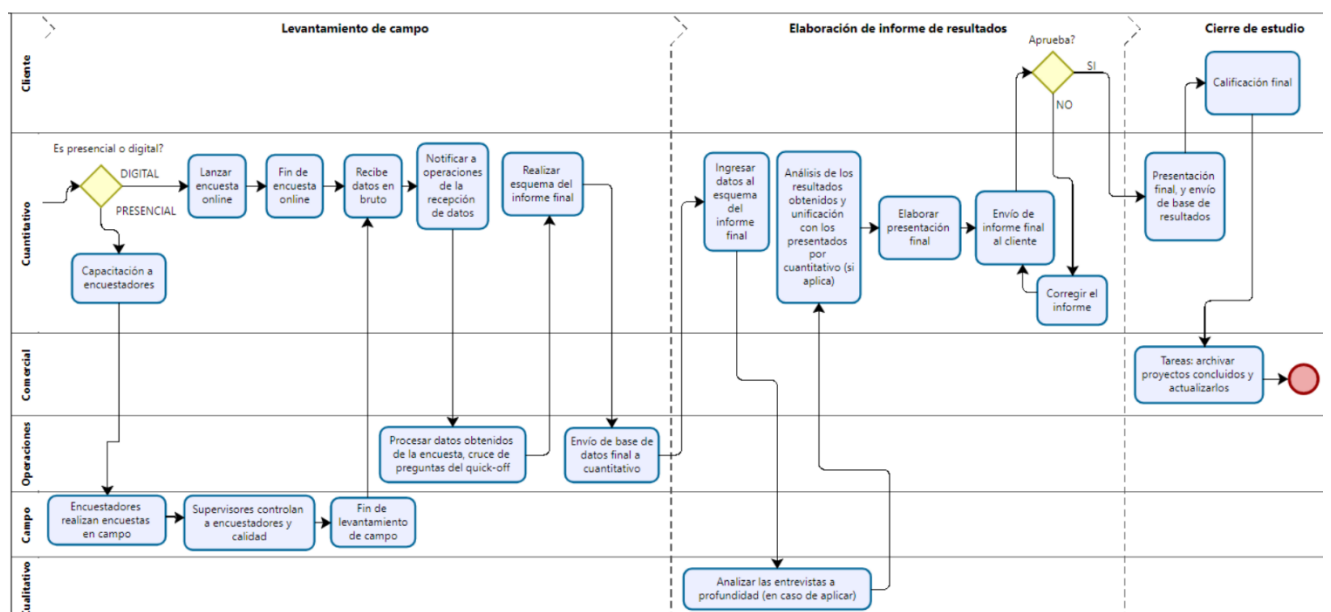 Levantamiento de campo
Elaboración de informe de resultados
Cierre de estudio
Cliente
Aprueba?
SI
NO
Calificación final
Cuantitativo
Es presencial o digital?
DIGITAL
PRESENCIAL
Lanzar
encuesta
online
Fin de
encuesta
online
Recibe
datos en
bruto
Notificar a
operaciones
de la
recepción
de datos
Realizar
esquema del
informe final
Capacitación a
encuestadores
Ingresar
datos al
esquema
del
informe
final
Análisis de los
resultados
obtenidos y
unificación
con los
presentados
por
cuantitativo (si
aplica)
Elaborar
presentación
final
Envío de
informe final
al cliente
Corregir el
informe
Presentación
final, y envío
de base de
resultados
Comercial
Tareas: archivar
proyectos concluidos y
actualizarlos
Operaciones
Procesar datos obtenidos
de la encuesta, cruce de
preguntas del quick-off
Envío de base de
datos final a
cuantitativo
Campo
Encuestadores
realizan encuestas
en campo
Supervisores controlan
a encuestadores y
calidad
Fin de
levantamiento
de campo
Cualitativo
Analizar las entrevistas a
profundidad (en caso de aplicar)